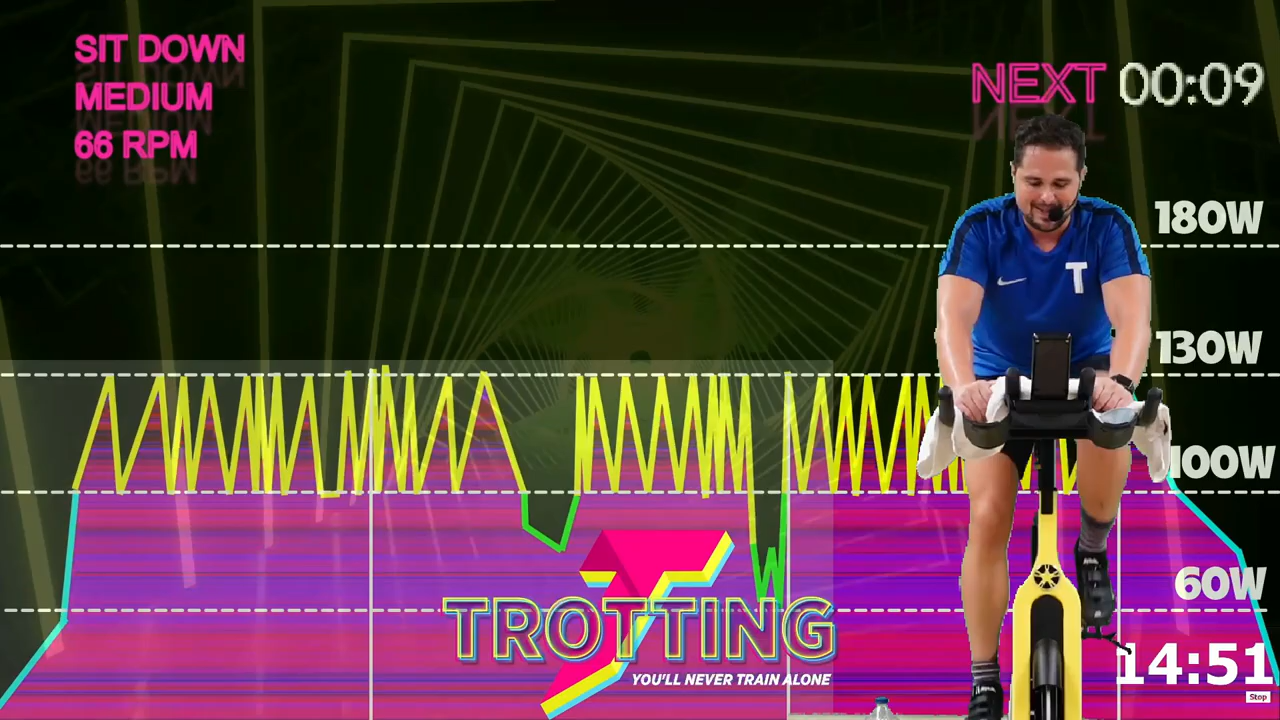 SIT DOWN
MEDIUM
66 RPM
NEXT 00:09
180W
130W
100W
60W
T
TROTTING
YOU'LL NEVER TRAIN ALONE
14:51
Stop